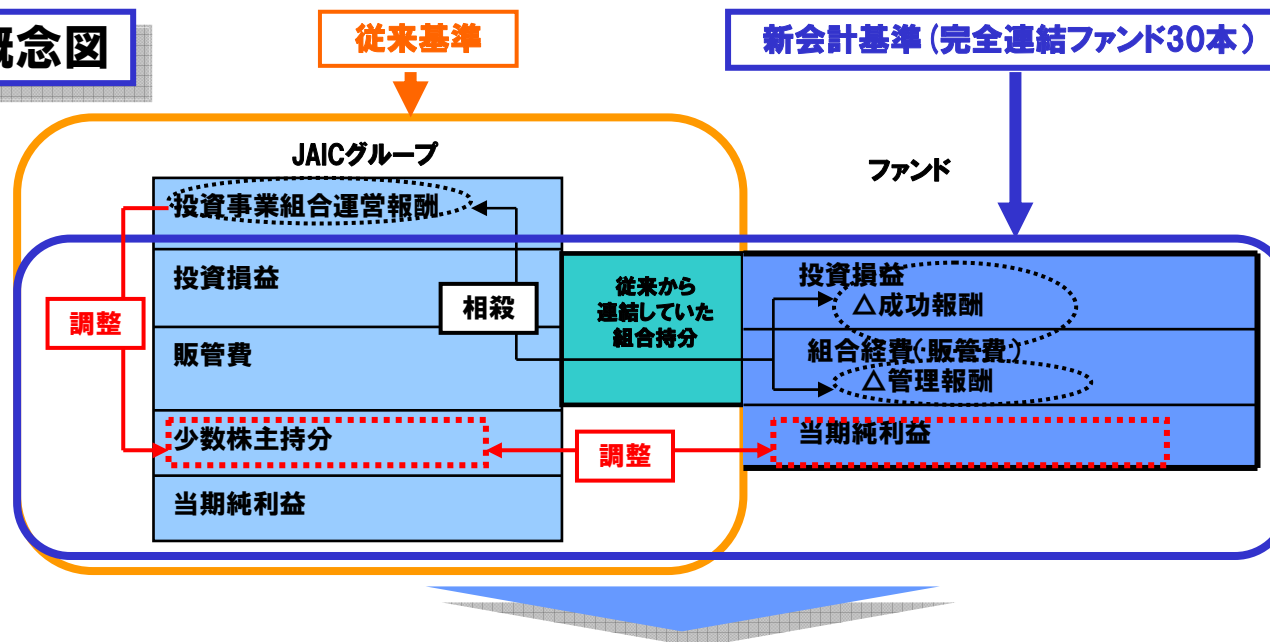 念図
従来基準
新会計基準(完全連結ファンド30本)
JAICグループ
ファンド
投資事業組合運営報酬
投資損益
販管費
少数株主持分
当期純利益
調整
相殺
従来から
連結していた
組合持分
投資損益
△成功報酬
組合経費(販管費)
△管理報酬
当期純利益
調整